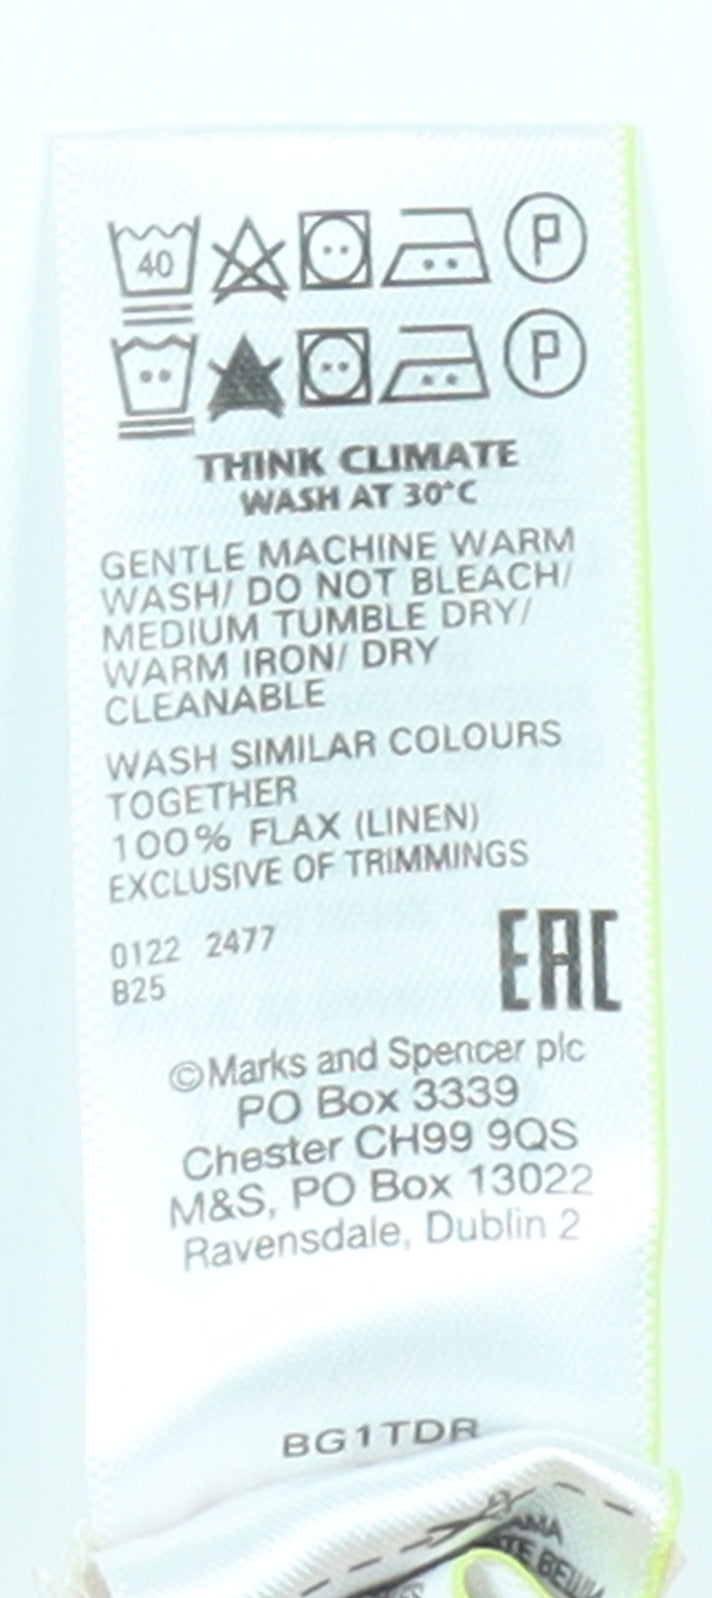 40 P
P
THINK CLIMATE
WASH AT 30°C
GENTLE MACHINE WARM
WASH/ DO NOT BLEACH/
MEDIUM TUMBLE DRY/
WARM IRON/ DRY
CLEANABLE
WASH SIMILAR COLOURS
TOGETHER
100% FLAX (LINEN)
EXCLUSIVE OF TRIMMINGS
0122 2477
B25
EAC
©Marks and Spencer plc
PO Box 3339
Chester CH99 9QS
M&S, PO Box 13022
Ravensdale, Dublin 2
BG1TDR